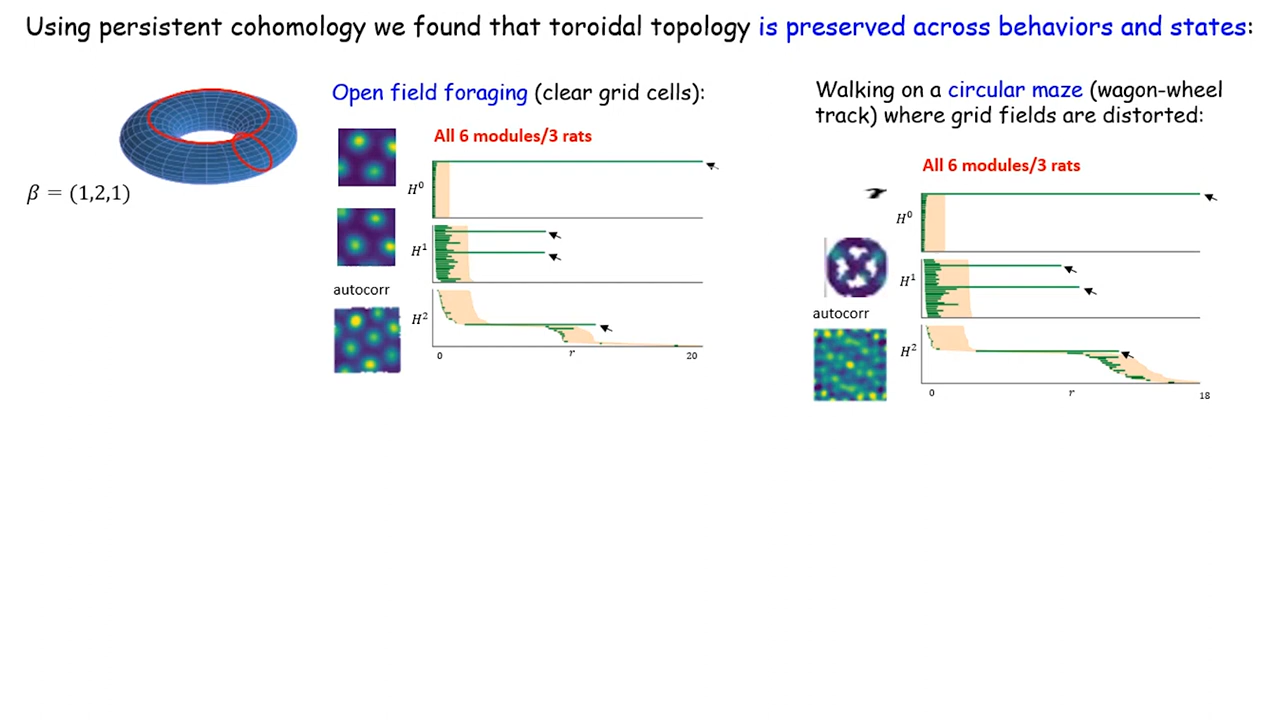 Using persistent cohomology we found that toroidal topology is preserved across behaviors and states:
β = (1,2,1)
Open field foraging (clear grid cells):
All 6 modules/3 rats
H⁰
H¹
autocorr
H²
0
r
20
Walking on a circular maze (wagon-wheel
track) where grid fields are distorted:
All 6 modules/3 rats
H⁰
H¹
autocorr
H²
0
r
18